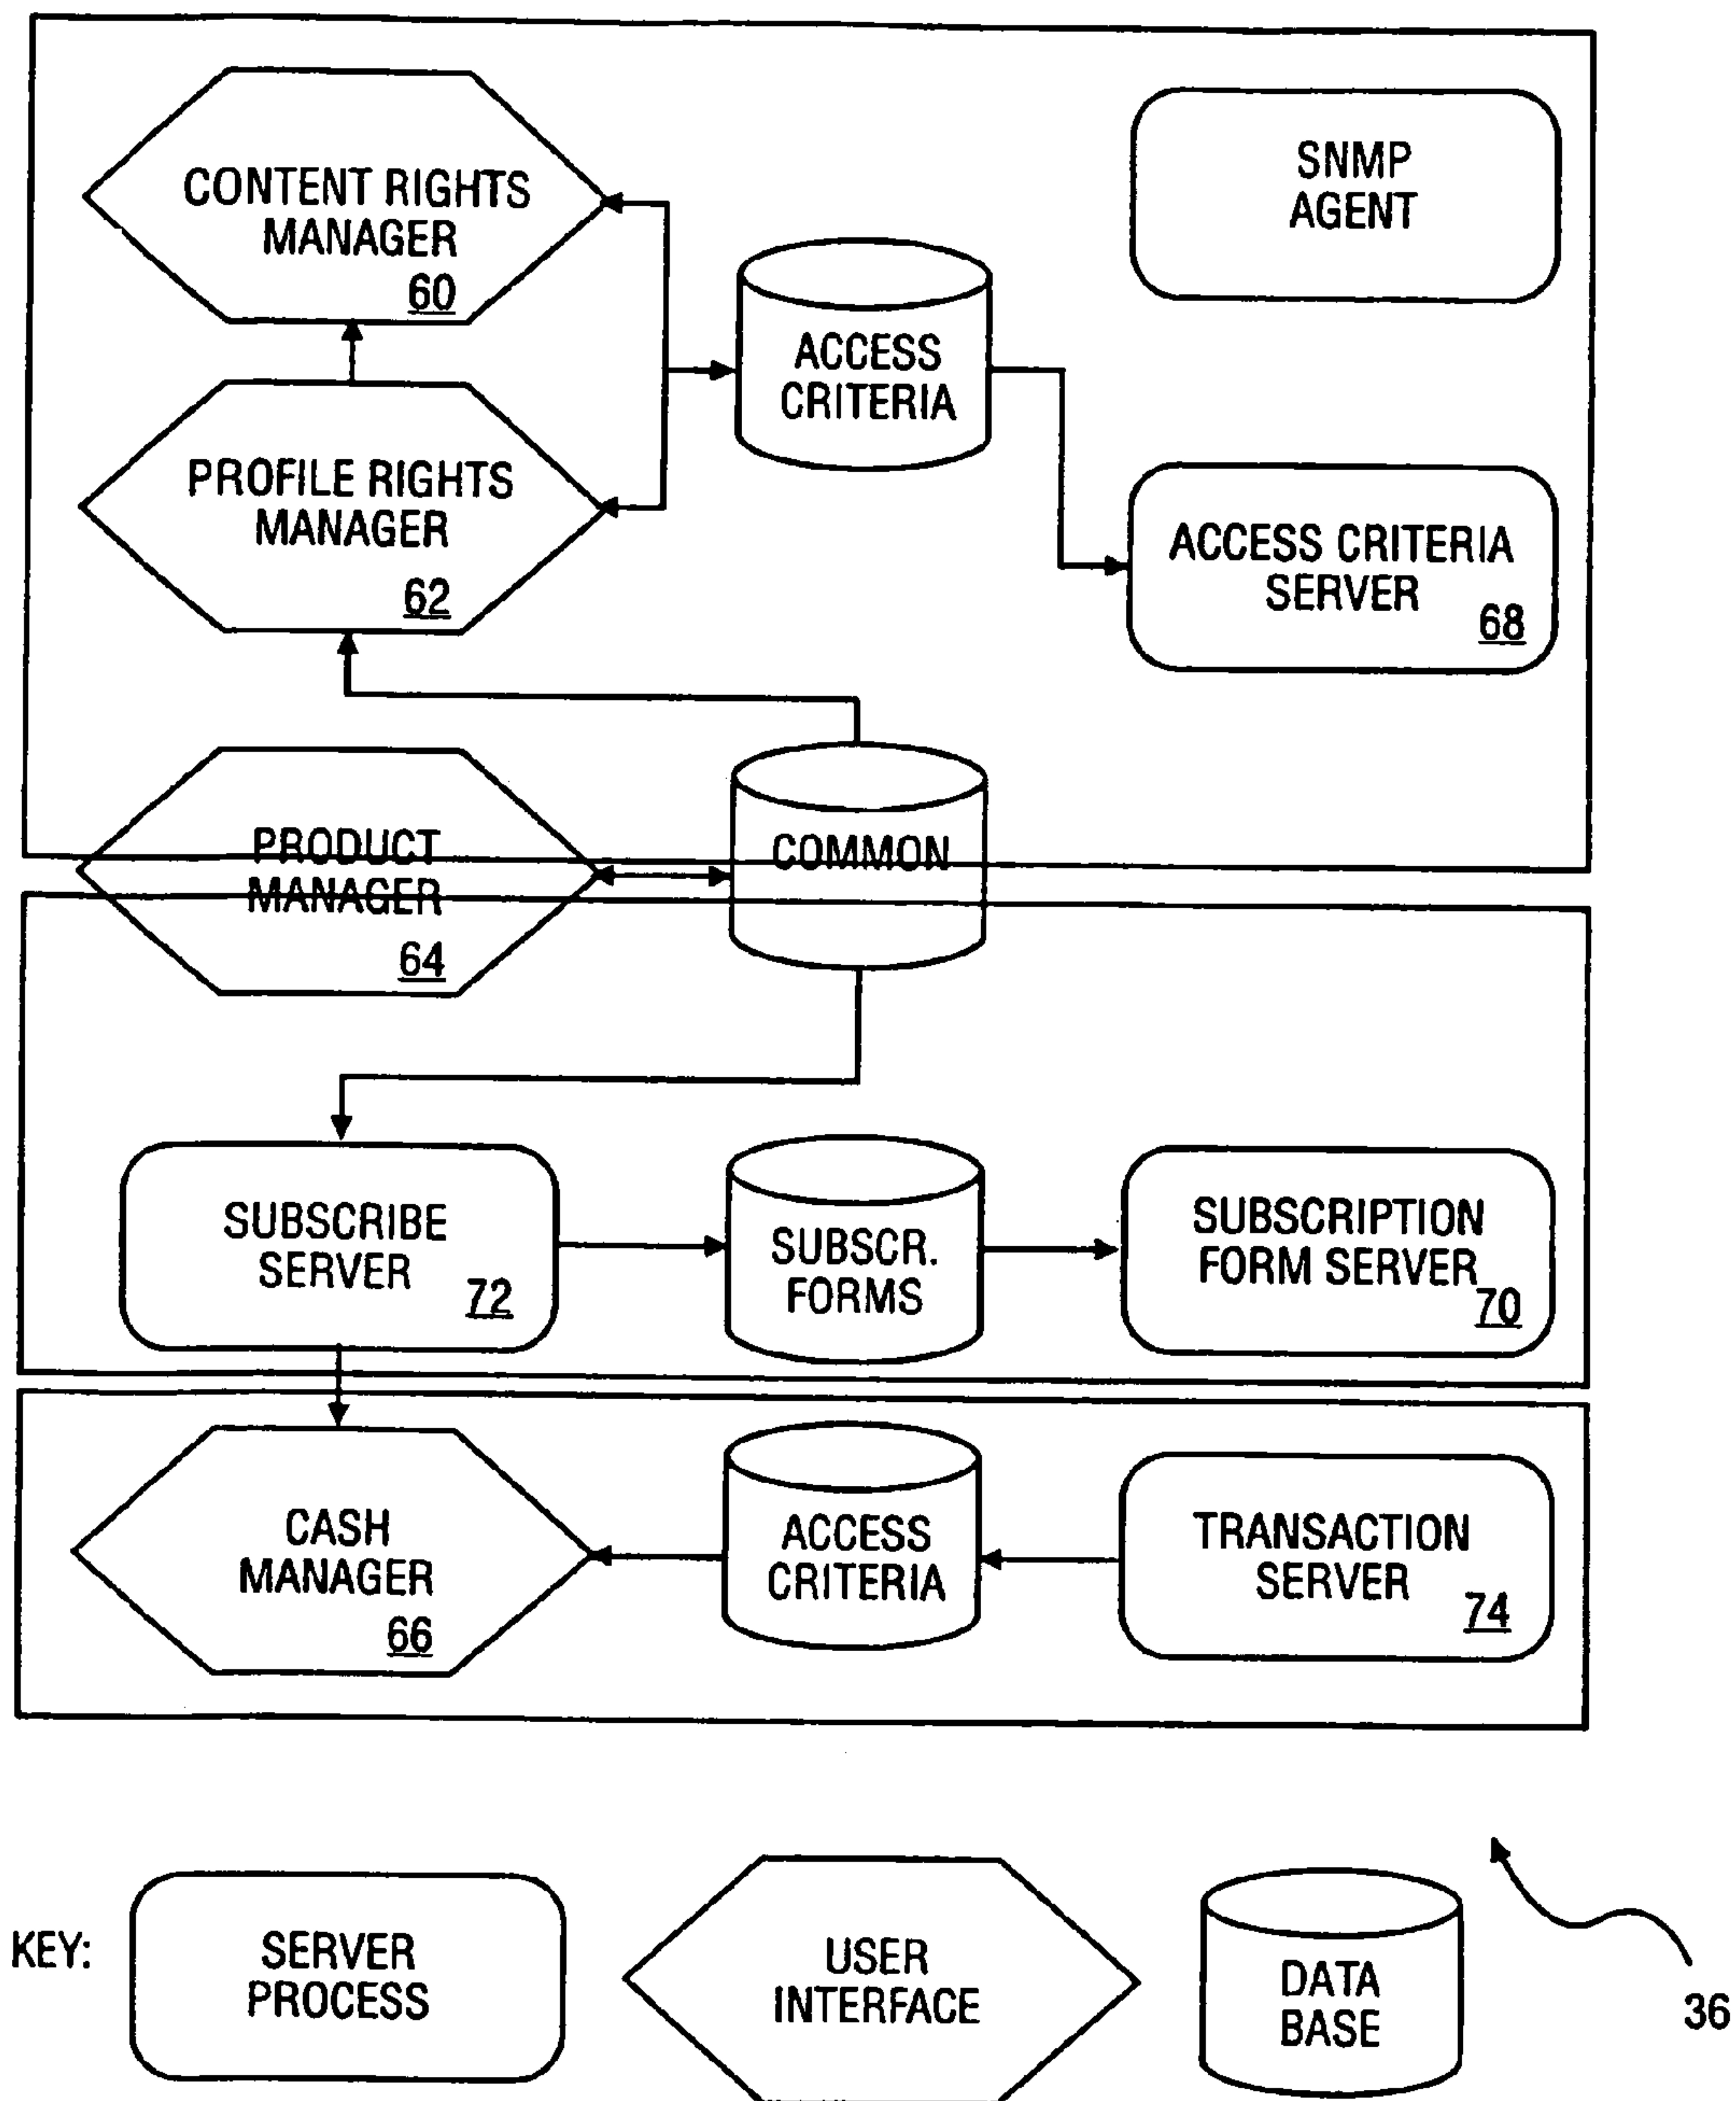 CONTENT RIGHTS
MANAGER
60
SNMP
AGENT
ACCESS
CRITERIA
PROFILE RIGHTS
MANAGER
62
ACCESS CRITERIA
SERVER
68
PRODUCT
MANAGER
64
COMMON
SUBSCRIBE
SERVER
72
SUBSCR.
FORMS
SUBSCRIPTION
FORM SERVER
70
CASH
MANAGER
66
ACCESS
CRITERIA
TRANSACTION
SERVER
74
KEY:
SERVER
PROCESS
USER
INTERFACE
DATA
BASE
36